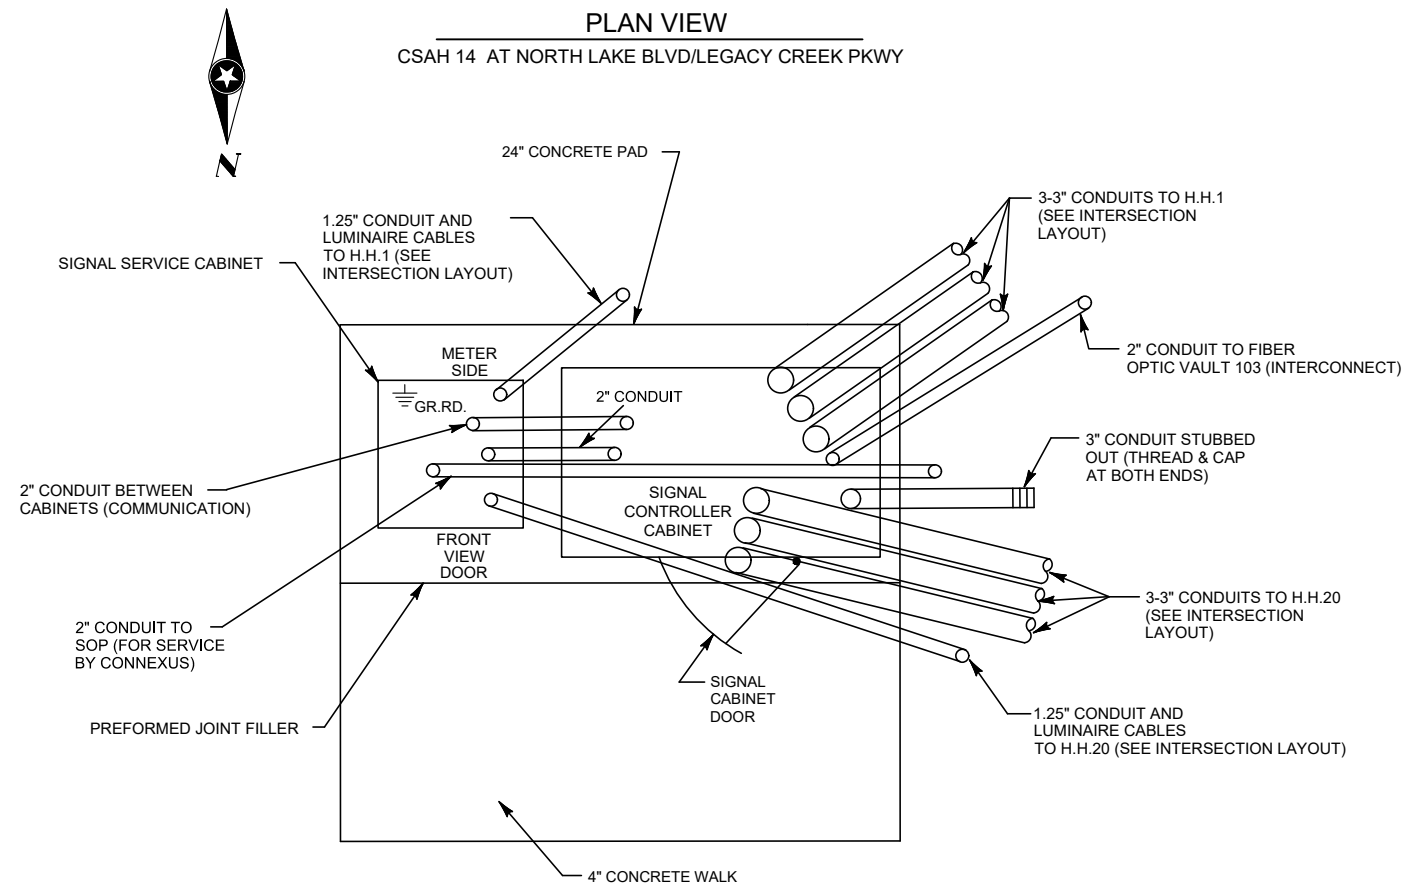 PLAN VIEW
CSAH 14 AT NORTH LAKE BLVD/LEGACY CREEK PKWY
N
24" CONCRETE PAD
1.25" CONDUIT AND
LUMINAIRE CABLES
TO H.H.1 (SEE
INTERSECTION LAYOUT)
SIGNAL SERVICE CABINET
3-3" CONDUITS TO H.H.1
(SEE INTERSECTION
LAYOUT)
METER
SIDE
GR.RD.
2" CONDUIT
2" CONDUIT TO FIBER
OPTIC VAULT 103 (INTERCONNECT)
3" CONDUIT STUBBED
OUT (THREAD & CAP
AT BOTH ENDS)
2" CONDUIT BETWEEN
CABINETS (COMMUNICATION)
SIGNAL
CONTROLLER
CABINET
FRONT
VIEW
DOOR
3-3" CONDUITS TO H.H.20
(SEE INTERSECTION
LAYOUT)
2" CONDUIT TO
SOP (FOR SERVICE
BY CONNEXUS)
SIGNAL
CABINET
DOOR
PREFORMED JOINT FILLER
1.25" CONDUIT AND
LUMINAIRE CABLES
TO H.H.20 (SEE INTERSECTION LAYOUT)
4" CONCRETE WALK